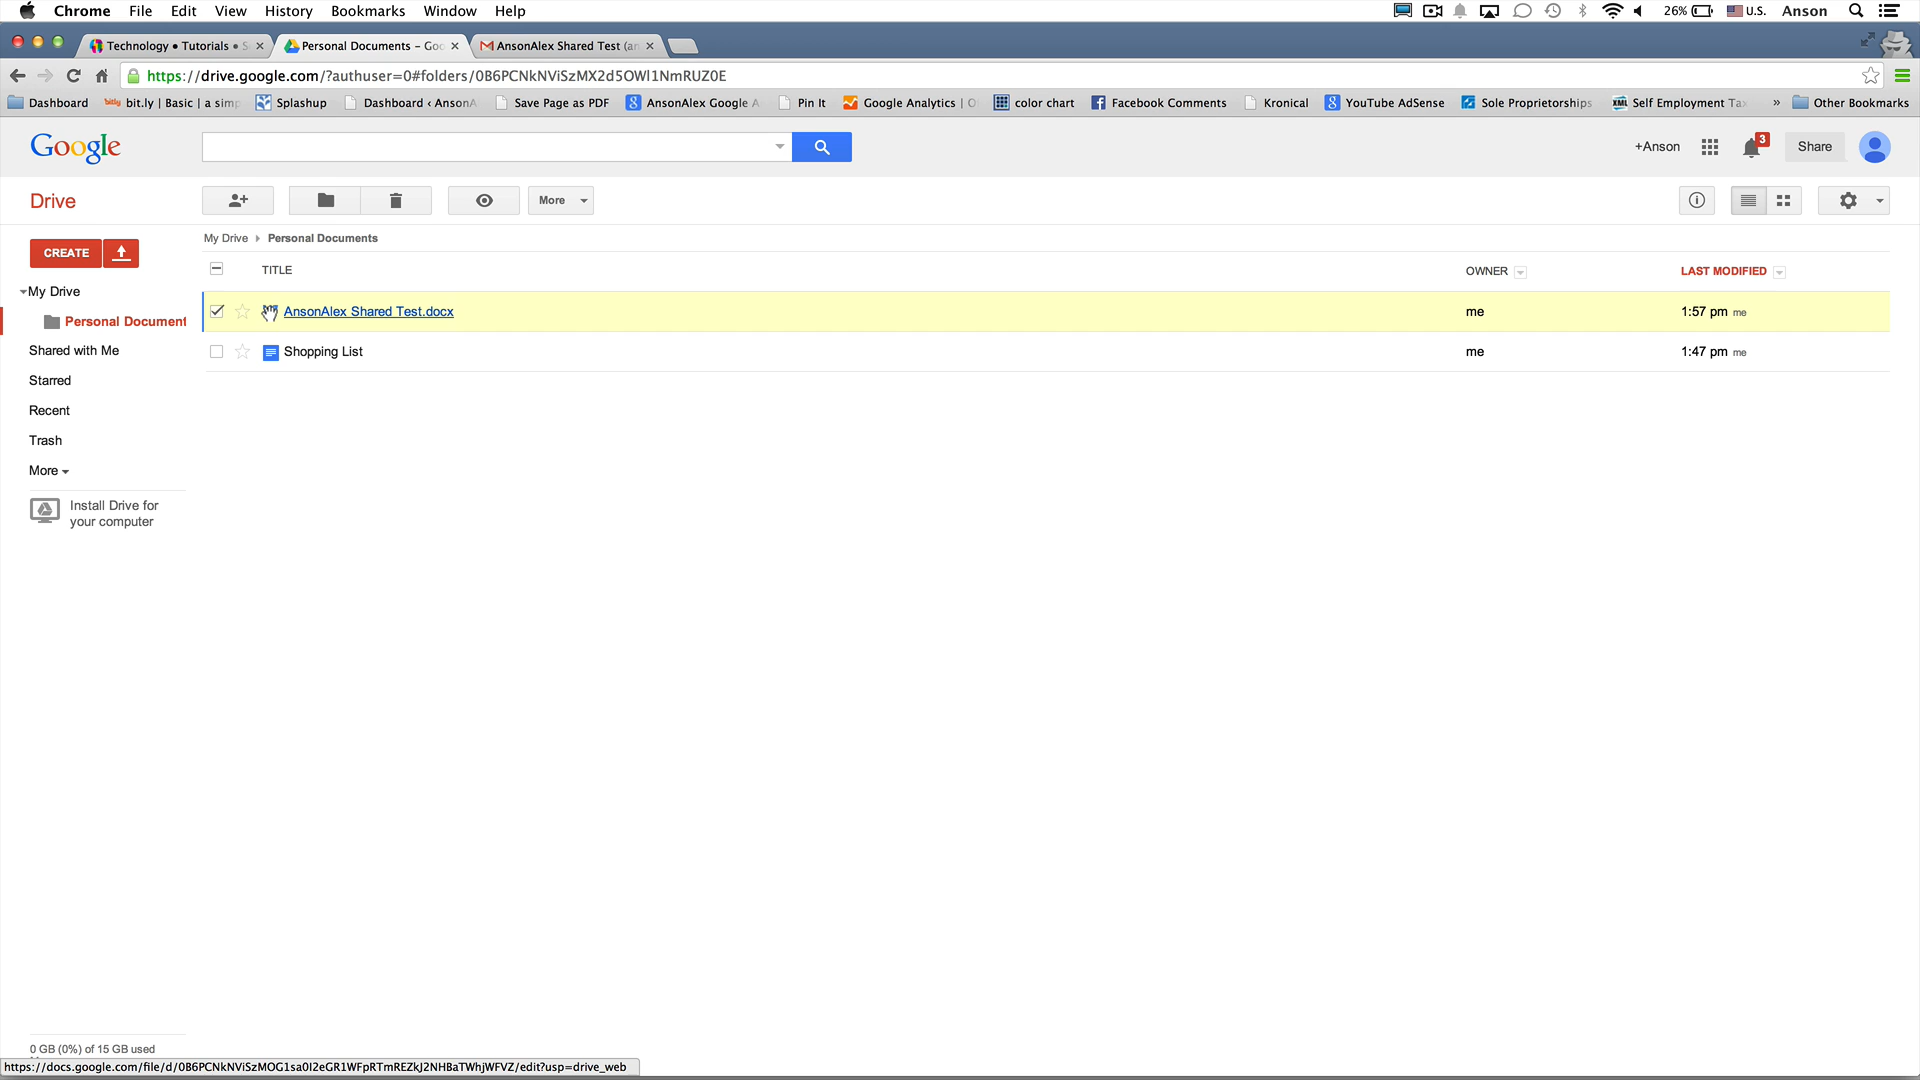 Chrome File Edit View History Bookmarks Window Help 26% U.S. Anson
Technology • Tutorials • S Personal Documents – Goo AnsonAlex Shared Test (an
https://drive.google.com/?authuser=0#folders/0B6PCNkNViSzMX2d5OWl1NmRUZ0E
Dashboard bitly bit.ly | Basic | a simp Splashup Dashboard ‹ AnsonA Save Page as PDF 8 AnsonAlex Google A Pin It Google Analytics | O color chart f Facebook Comments Kronical 8 YouTube AdSense Sole Proprietorships XML Self Employment Tax » Other Bookmarks
Google +Anson 3 Share
Drive More
My Drive Personal Documents
CREATE
TITLE OWNER LAST MODIFIED
My Drive
AnsonAlex Shared Test.docx me 1:57 pm me
Personal Document
Shared with Me
Shopping List me 1:47 pm me
Starred
Recent
Trash
More
Install Drive for
your computer
0 GB (0%) of 15 GB used
https://docs.google.com/file/d/0B6PCNkNViSzMOG1sa0I2eGR1WFpRTmREZkJ2NHBaTWhjWFVZ/edit?usp=drive_web